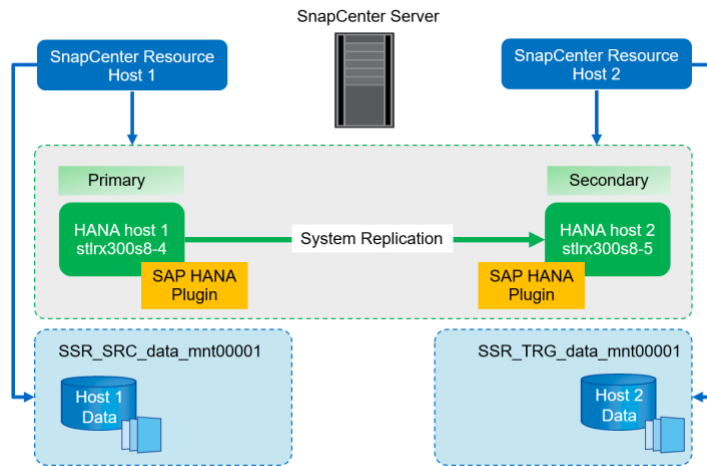 SnapCenter Server
SnapCenter Resource
Host 1
SnapCenter Resource
Host 2
Primary
Secondary
HANA host 1
stlrx300s8-4
System Replication
HANA host 2
stlrx300s8-5
SAP HANA
Plugin
SAP HANA
Plugin
SSR_SRC_data_mnt00001
SSR_TRG_data_mnt00001
Host 1
Data
Host 2
Data